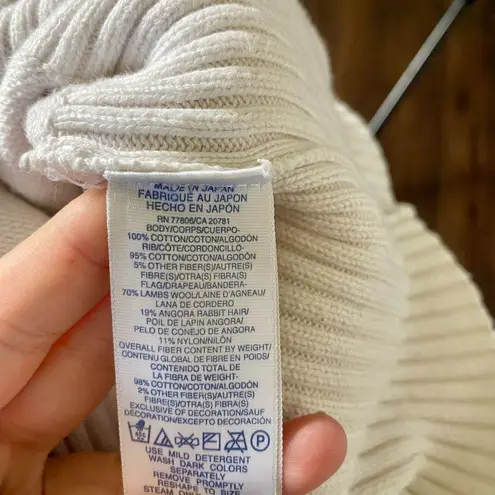 MADE IN JAPAN
FABRIQUÉ AU JAPON
HECHO EN JAPÓN
RN 77806/CA 20781
BODY/CORPS/CUERPO-
100% COTTON/COTON/ALGODÓN
RIB/CÔTE/CORDONCILLO-
95% COTTON/COTON/ALGODÓN
5% OTHER FIBER(S)/AUTRE(S)
FIBRE(S)/OTRA(S) FIBRA(S)
FLAG/DRAPEAU/BANDERA-
70% LAMBS WOOL/LAINE D'AGNEAU/
LANA DE CORDERO
19% ANGORA RABBIT HAIR/
POIL DE LAPIN ANGORA/
PELO DE CONEJO DE ANGORA
11% NYLON/NILÓN
OVERALL FIBER CONTENT BY WEIGHT/
CONTENU GLOBAL DE FIBRE EN POIDS/
CONTENIDO TOTAL DE
LA FIBRA DE WEIGHT-
98% COTTON/COTON/ALGODÓN
2% OTHER FIBER(S)/AUTRE(S)
FIBRE(S)/OTRA(S) FIBRA(S)
EXCLUSIVE OF DECORATION/SAUF
DÉCORATION/EXCEPTO DECORACIÓN
P
USE MILD DETERGENT
WASH DARK COLORS
SEPARATELY
REMOVE PROMPTLY
RESHAPE TO SIZE
STEAM ONLY